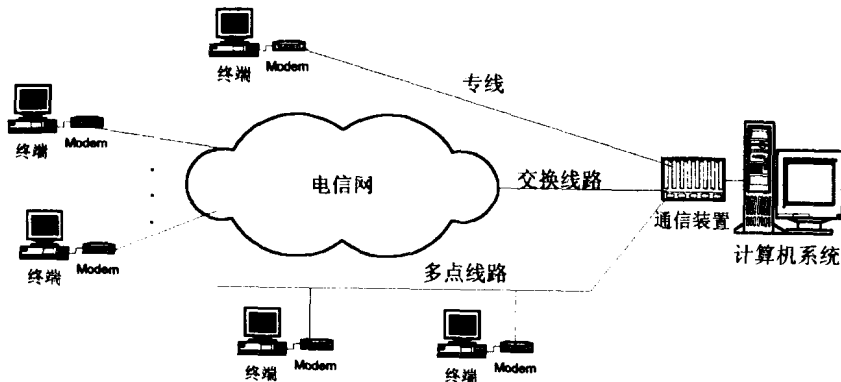 终端
Modem
专线
终端
Modem
电信网
交换线路
通信装置
计算机系统
终端
Modem
多点线路
终端
Modem
终端
Modem